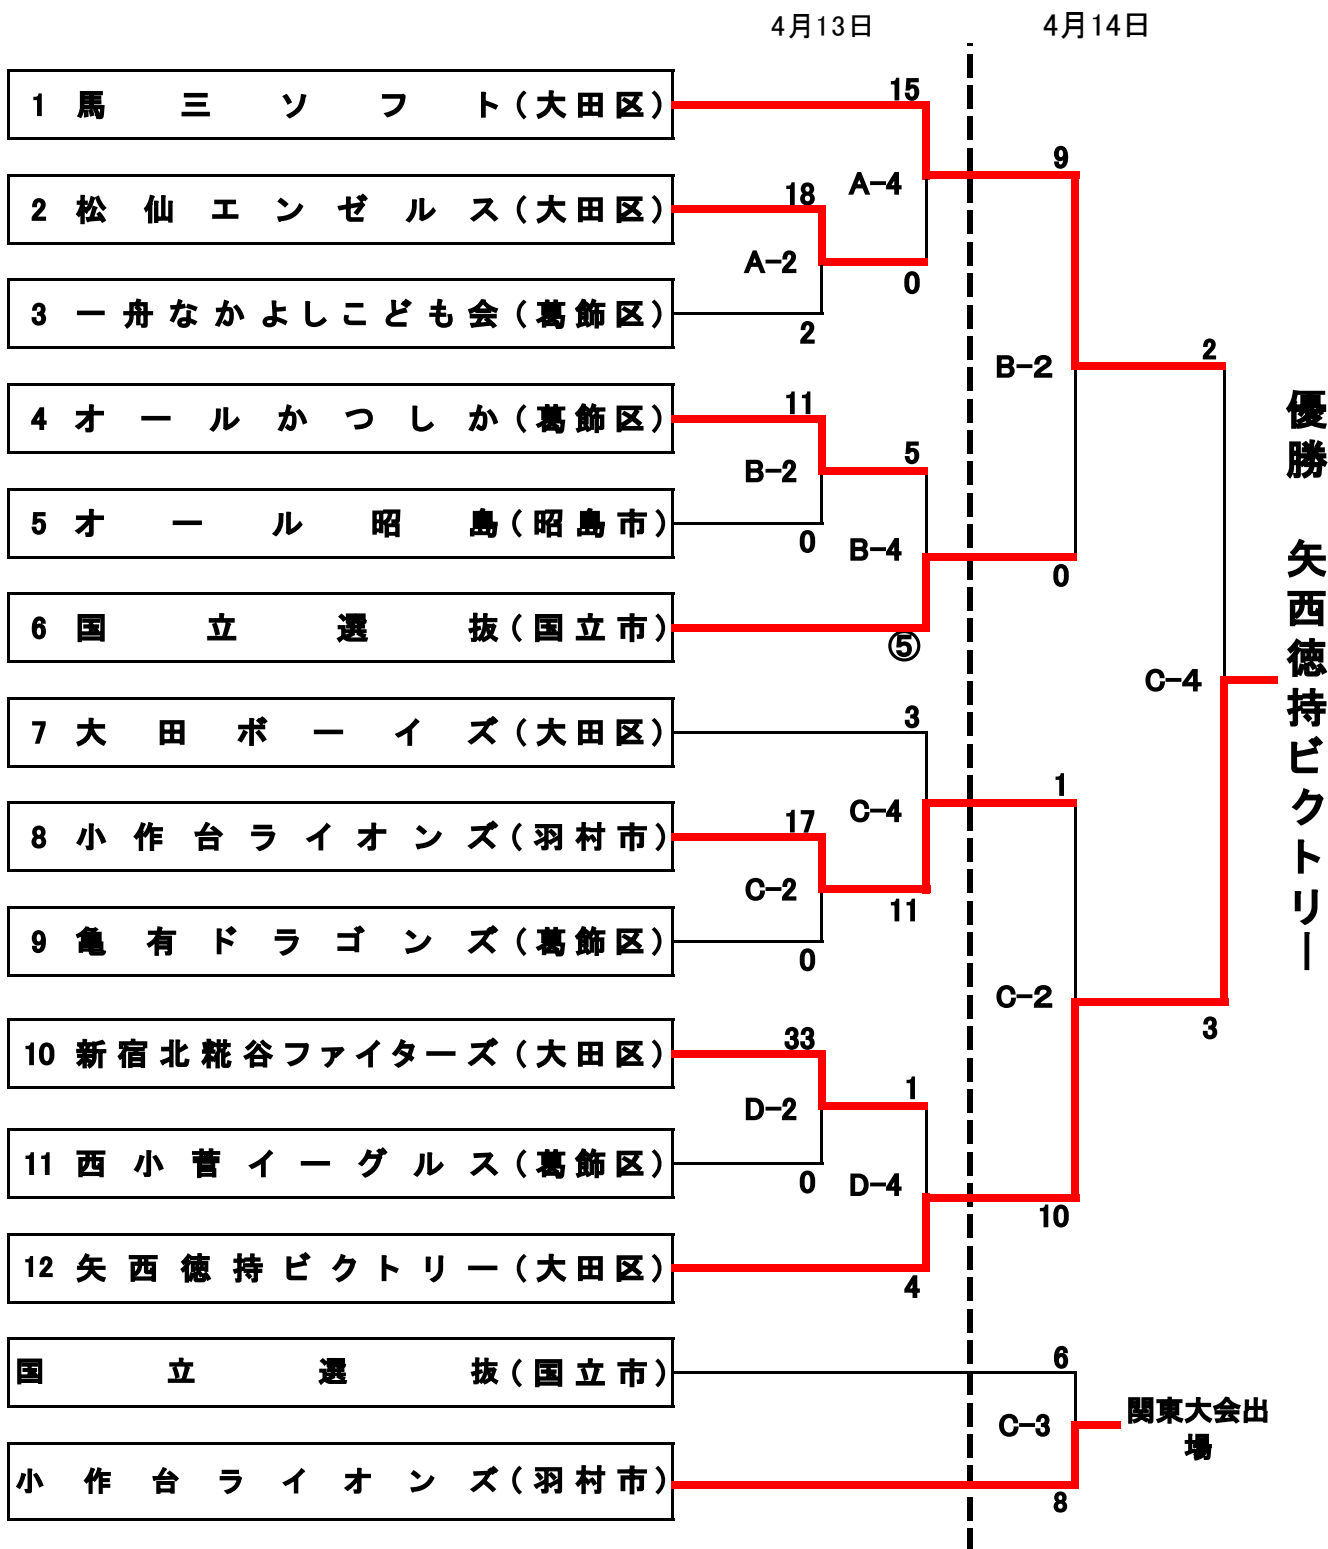 4月13日
4月14日
1 馬三ソフト(大田区)
15
9
2 松仙エンゼルス(大田区)
18
A-4
A-2
0
3 一舟なかよしこども会(葛飾区)
2
B-2
2
4 オールかつしか(葛飾区)
11
5
B-2
5 オール昭島(昭島市)
0
B-4
0
6 国立選抜(国立市)
⑤
C-4
優勝 矢西徳持ビクトリー
7 大田ボーイズ(大田区)
3
1
8 小作台ライオンズ(羽村市)
17
C-4
C-2
11
9 亀有ドラゴンズ(葛飾区)
0
C-2
3
10 新宿北糀谷ファイターズ(大田区)
33
1
D-2
11 西小菅イーグルス(葛飾区)
0
D-4
10
12 矢西徳持ビクトリー(大田区)
4
国立選抜(国立市)
6
C-3
関東大会出
場
小作台ライオンズ(羽村市)
8